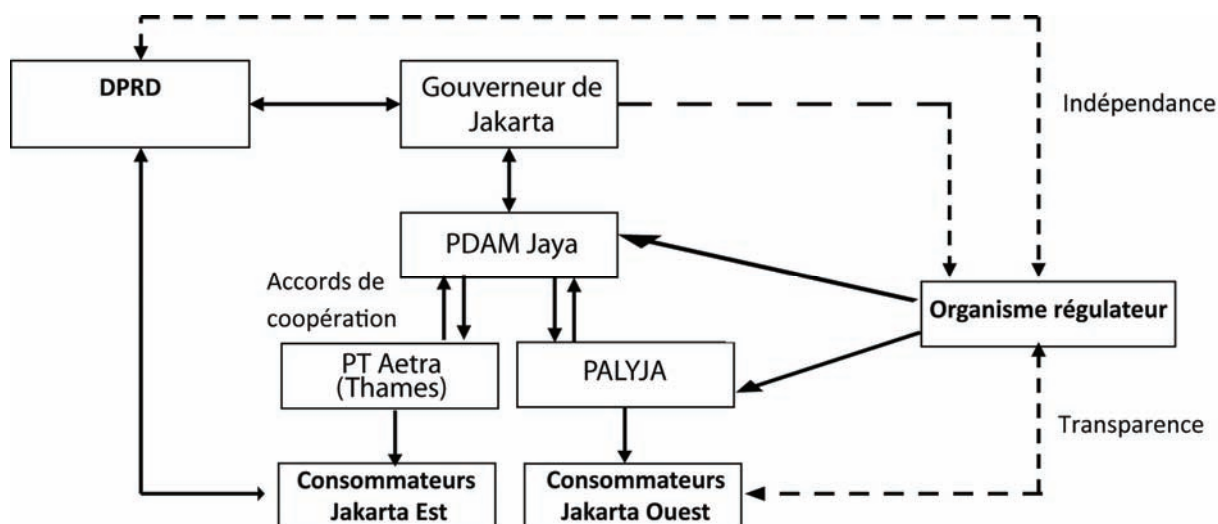 DPRD
Gouverneur de
Jakarta
Indépendance
PDAM Jaya
Accords de
coopération
Organisme régulateur
PT Aetra
(Thames)
PALYJA
Transparence
Consommateurs
Jakarta Est
Consommateurs
Jakarta Ouest